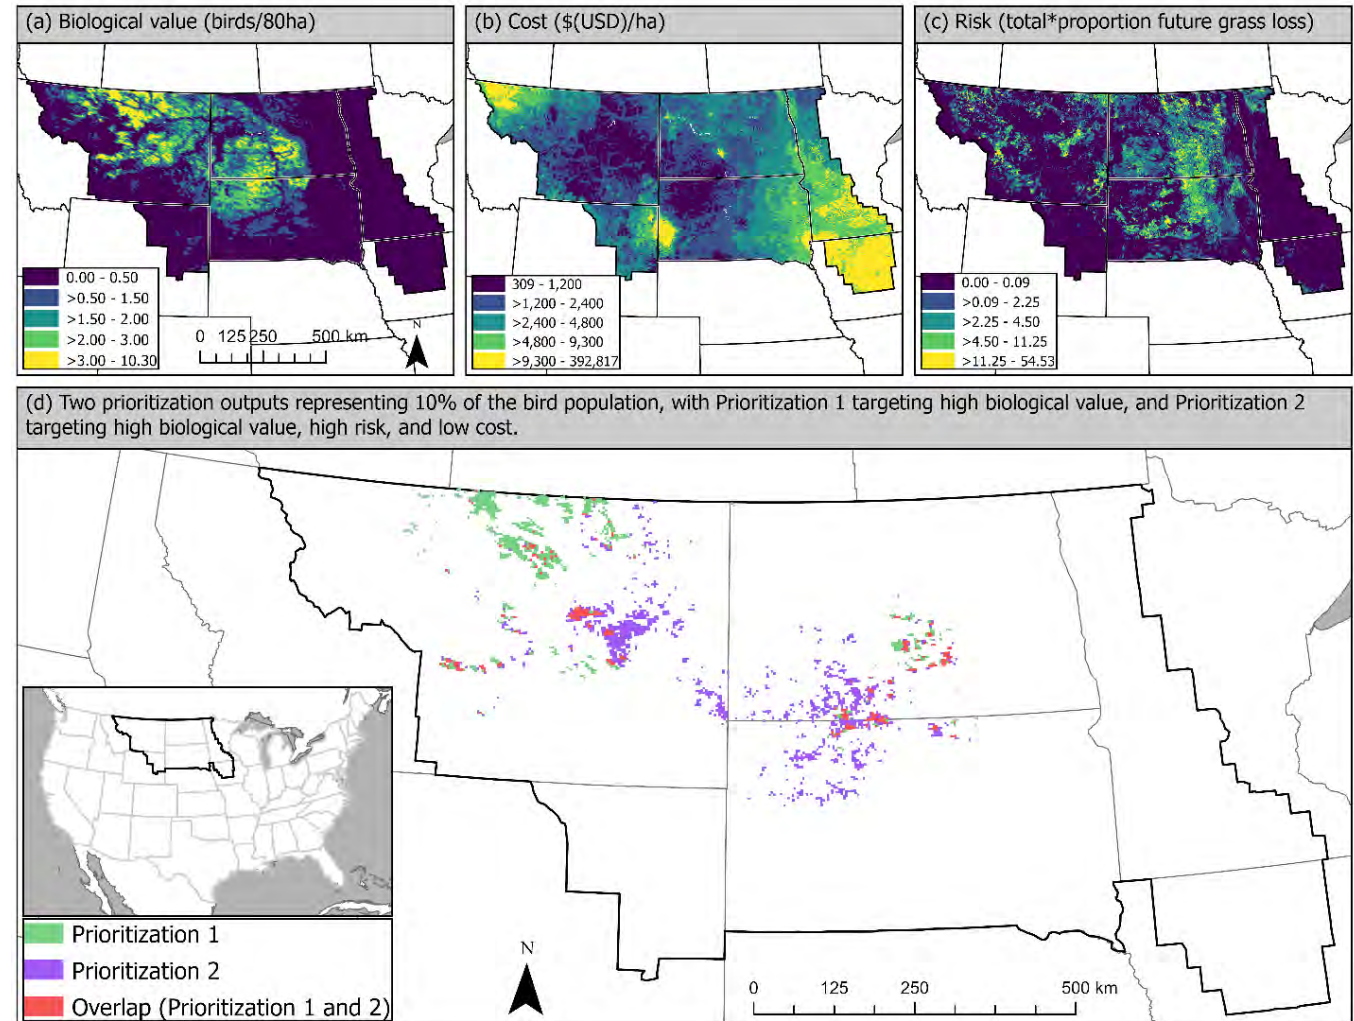 (a) Biological value (birds/80ha)
0.00 - 0.50
>0.50 - 1.50
>1.50 - 2.00
>2.00 - 3.00
>3.00 - 10.30
0 125 250 500 km
N
(b) Cost ($(USD)/ha)
309 - 1,200
>1,200 - 2,400
>2,400 - 4,800
>4,800 - 9,300
>9,300 - 392,817
(c) Risk (total*proportion future grass loss)
0.00 - 0.09
>0.09 - 2.25
>2.25 - 4.50
>4.50 - 11.25
>11.25 - 54.53
(d) Two prioritization outputs representing 10% of the bird population, with Prioritization 1 targeting high biological value, and Prioritization 2
targeting high biological value, high risk, and low cost.
Prioritization 1
Prioritization 2
Overlap (Prioritization 1 and 2)
N
0 125 250 500 km